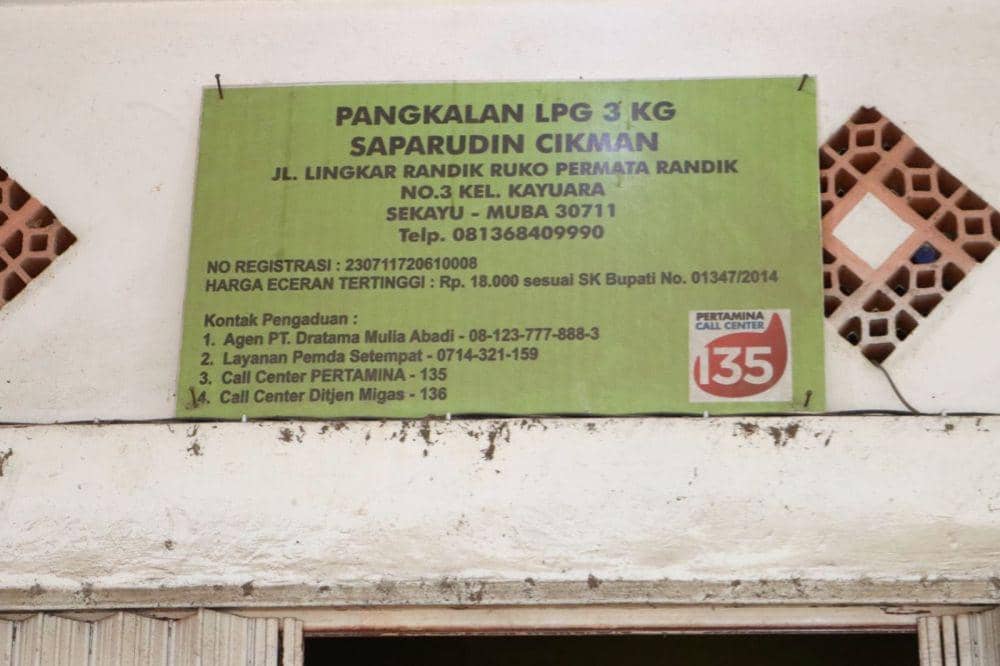 PANGKALAN LPG 3 KG
SAPARUDIN CIKMAN
JL. LINGKAR RANDIK RUKO PERMATA RANDIK
NO.3 KEL. KAYUARA
SEKAYU - MUBA 30711
Telp. 081368409990
NO REGISTRASI : 230711720610008
HARGA ECERAN TERTINGGI : Rp. 18.000 sesuai SK Bupati No. 01347/2014
Kontak Pengaduan :
1. Agen PT. Dratama Mulia Abadi - 08-123-777-888-3
2. Layanan Pemda Setempat - 0714-321-159
3. Call Center PERTAMINA - 135
4. Call Center Ditjen Migas - 136
PERTAMINA
CALL CENTER
135